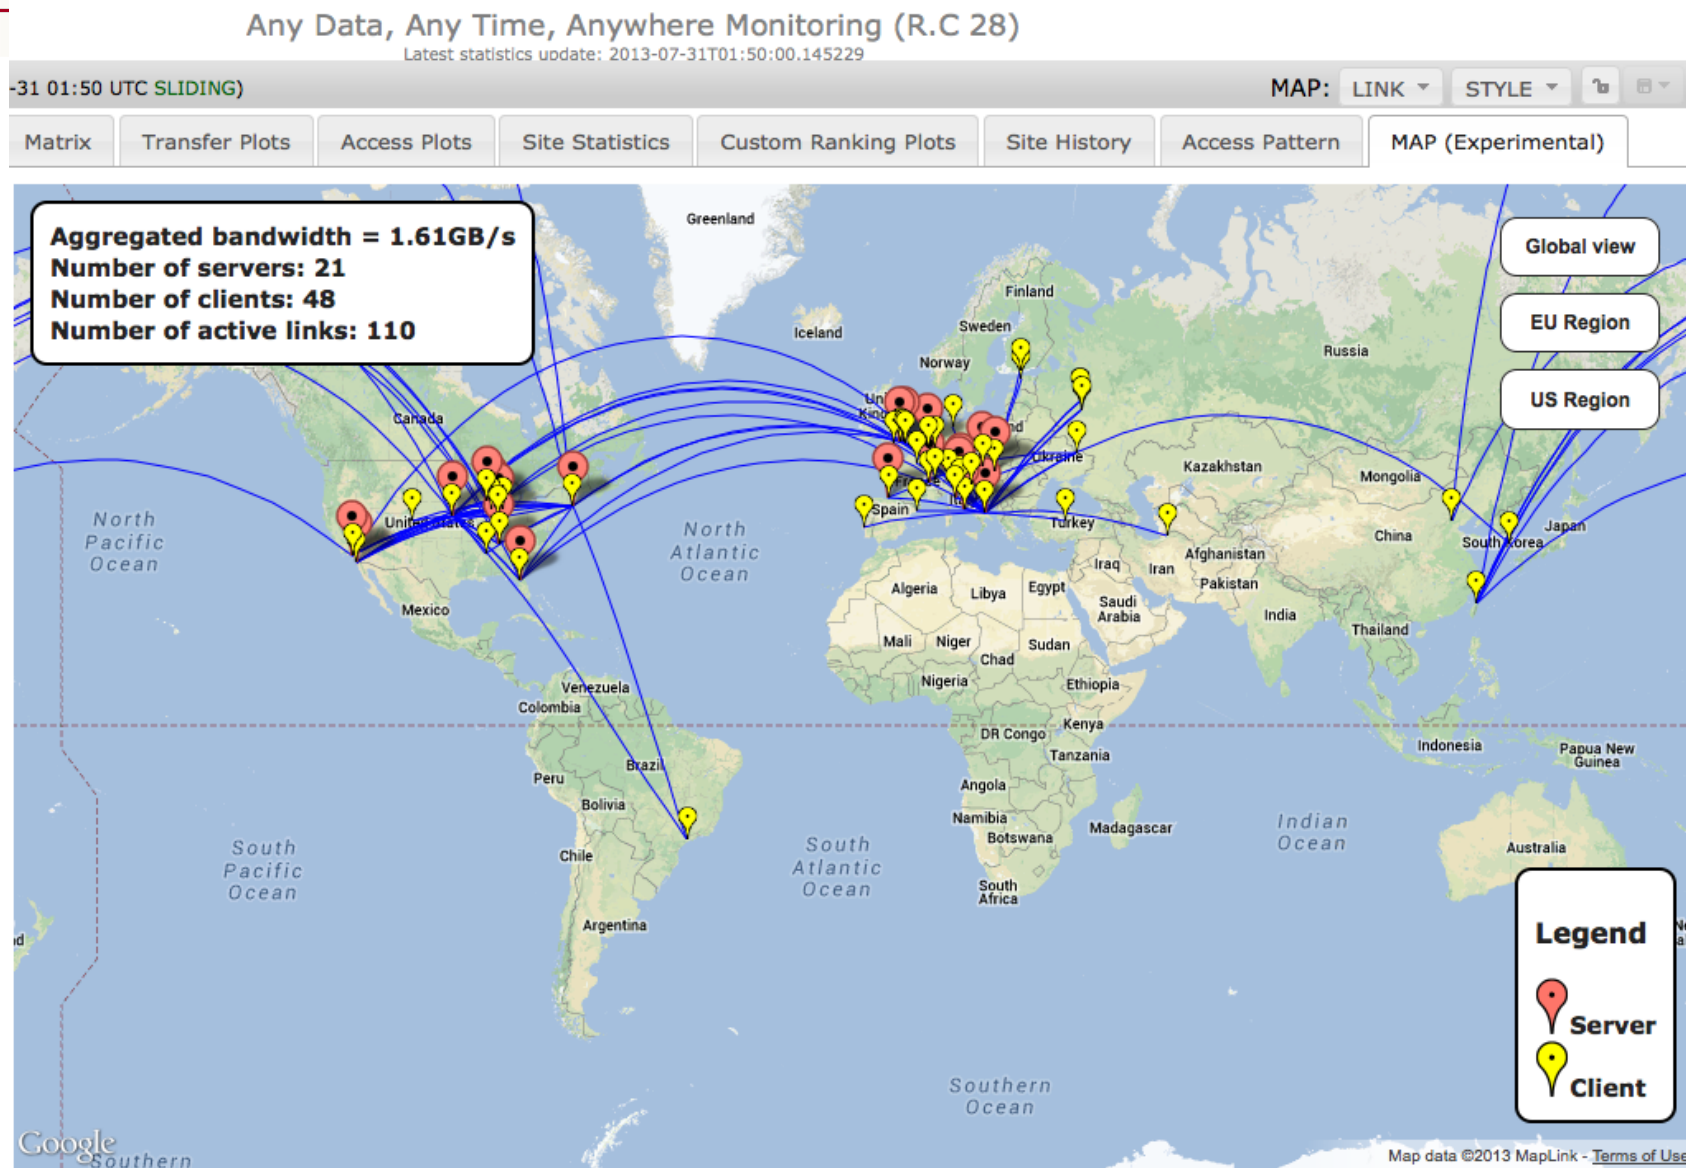 Any Data, Any Time, Anywhere Monitoring (R.C 28)
Latest statistics update: 2013-07-31T01:50:00.145229
-31 01:50 UTC SLIDING)
MAP: LINK STYLE
Matrix Transfer Plots Access Plots Site Statistics Custom Ranking Plots Site History Access Pattern MAP (Experimental)
Aggregated bandwidth = 1.61GB/s
Number of servers: 21
Number of clients: 48
Number of active links: 110
Global view
EU Region
US Region
Greenland
Iceland
Finland
Sweden
Norway
Russia
Canada
Ukraine
Kazakhstan
Mongolia
Spain
Turkey
China
South Korea
Japan
North
Pacific
Ocean
North
Atlantic
Ocean
United States
Mexico
Algeria
Libya
Egypt
Iraq
Iran
Afghanistan
Pakistan
Saudi
Arabia
India
Thailand
Mali
Niger
Chad
Sudan
Nigeria
Ethiopia
Venezuela
Colombia
DR Congo
Kenya
Tanzania
Indonesia
Papua New
Guinea
Peru
Brazil
Bolivia
Angola
Namibia
Botswana
Madagascar
Indian
Ocean
Australia
South
Pacific
Ocean
Chile
South
Atlantic
Ocean
South
Africa
Argentina
Legend
Server
Client
Southern
Ocean
Google
Southern
Map data ©2013 MapLink - Terms of Use